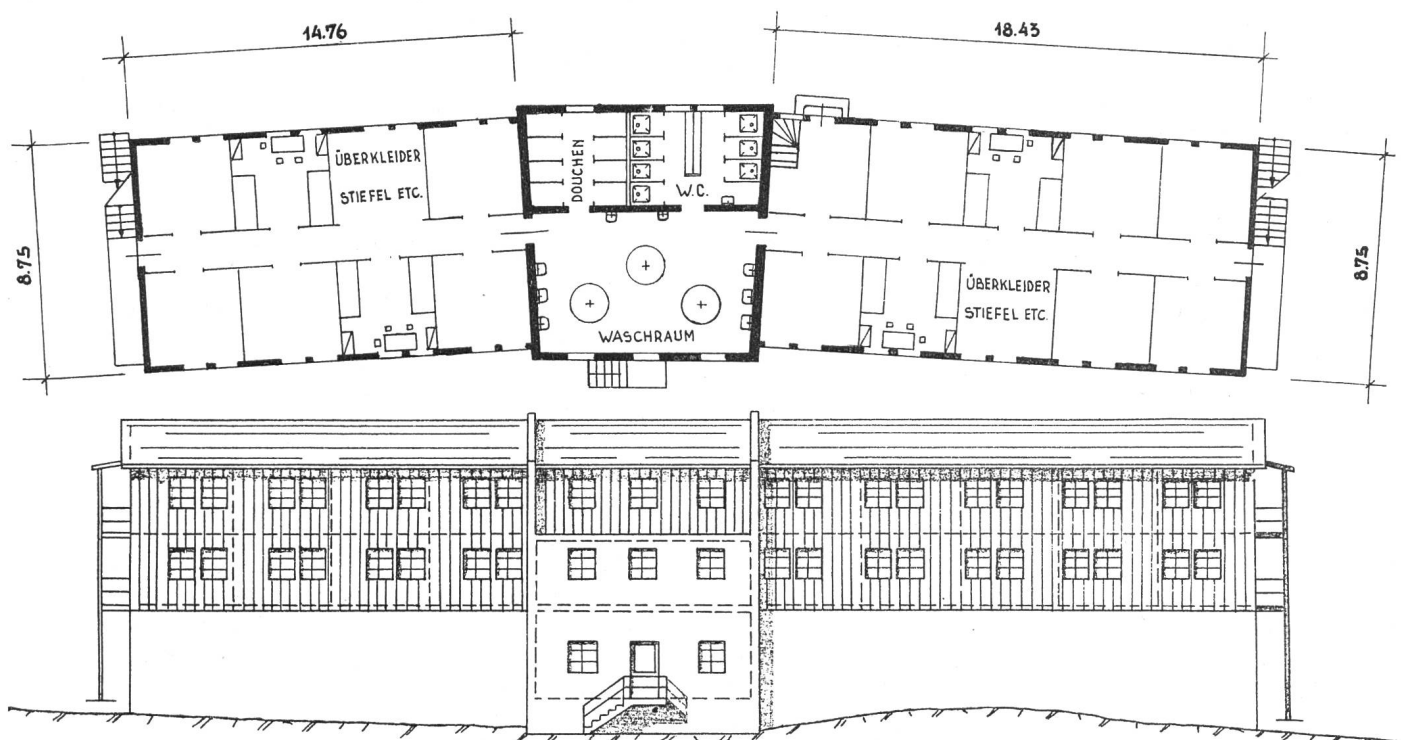 14.76
18.43
8.75
ÜBERKLEIDER
STIEFEL ETC.
DOUCHEN
W.C.
WASCHRAUM
ÜBERKLEIDER
STIEFEL ETC.
8.75